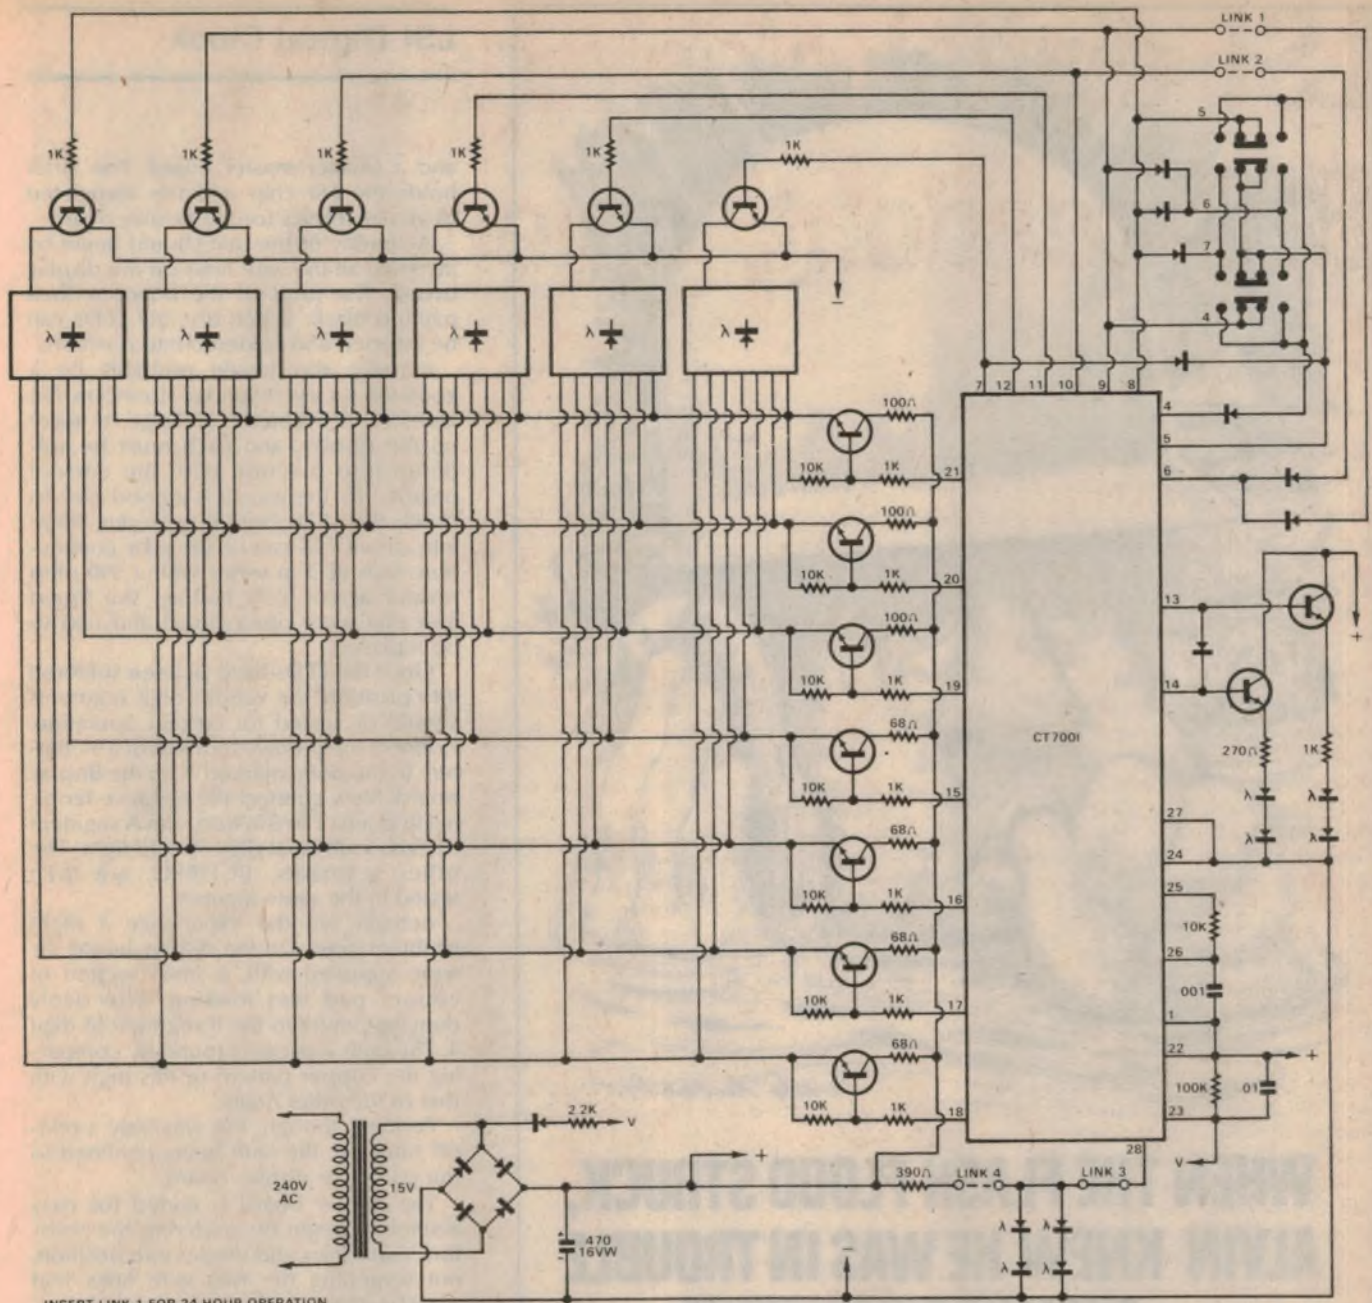 LINK 1
LINK 2
5
1K 1K 1K 1K 1K 1K
6
7
4
λ λ λ λ λ λ
7 12 11 10 9 8
100Ω
4
5
10K 1K 21
6
100Ω
10K 1K 20
13
100Ω
10K 1K 19
14
68Ω
CT7001
270Ω 1K
10K 1K 15
λ λ
27
68Ω
λ λ
24
25
10K 1K 16
10K
68Ω
26
001
10K 1K 17
1
22
+
68Ω
100K .01
10K 1K 18
23
2.2K V
28
V
240V
AC
15V
+
390Ω LINK 4 LINK 3
+
470
16VW
−
λ λ
λ λ
INSERT LINK 1 FOR 24 HOUR OPERATION